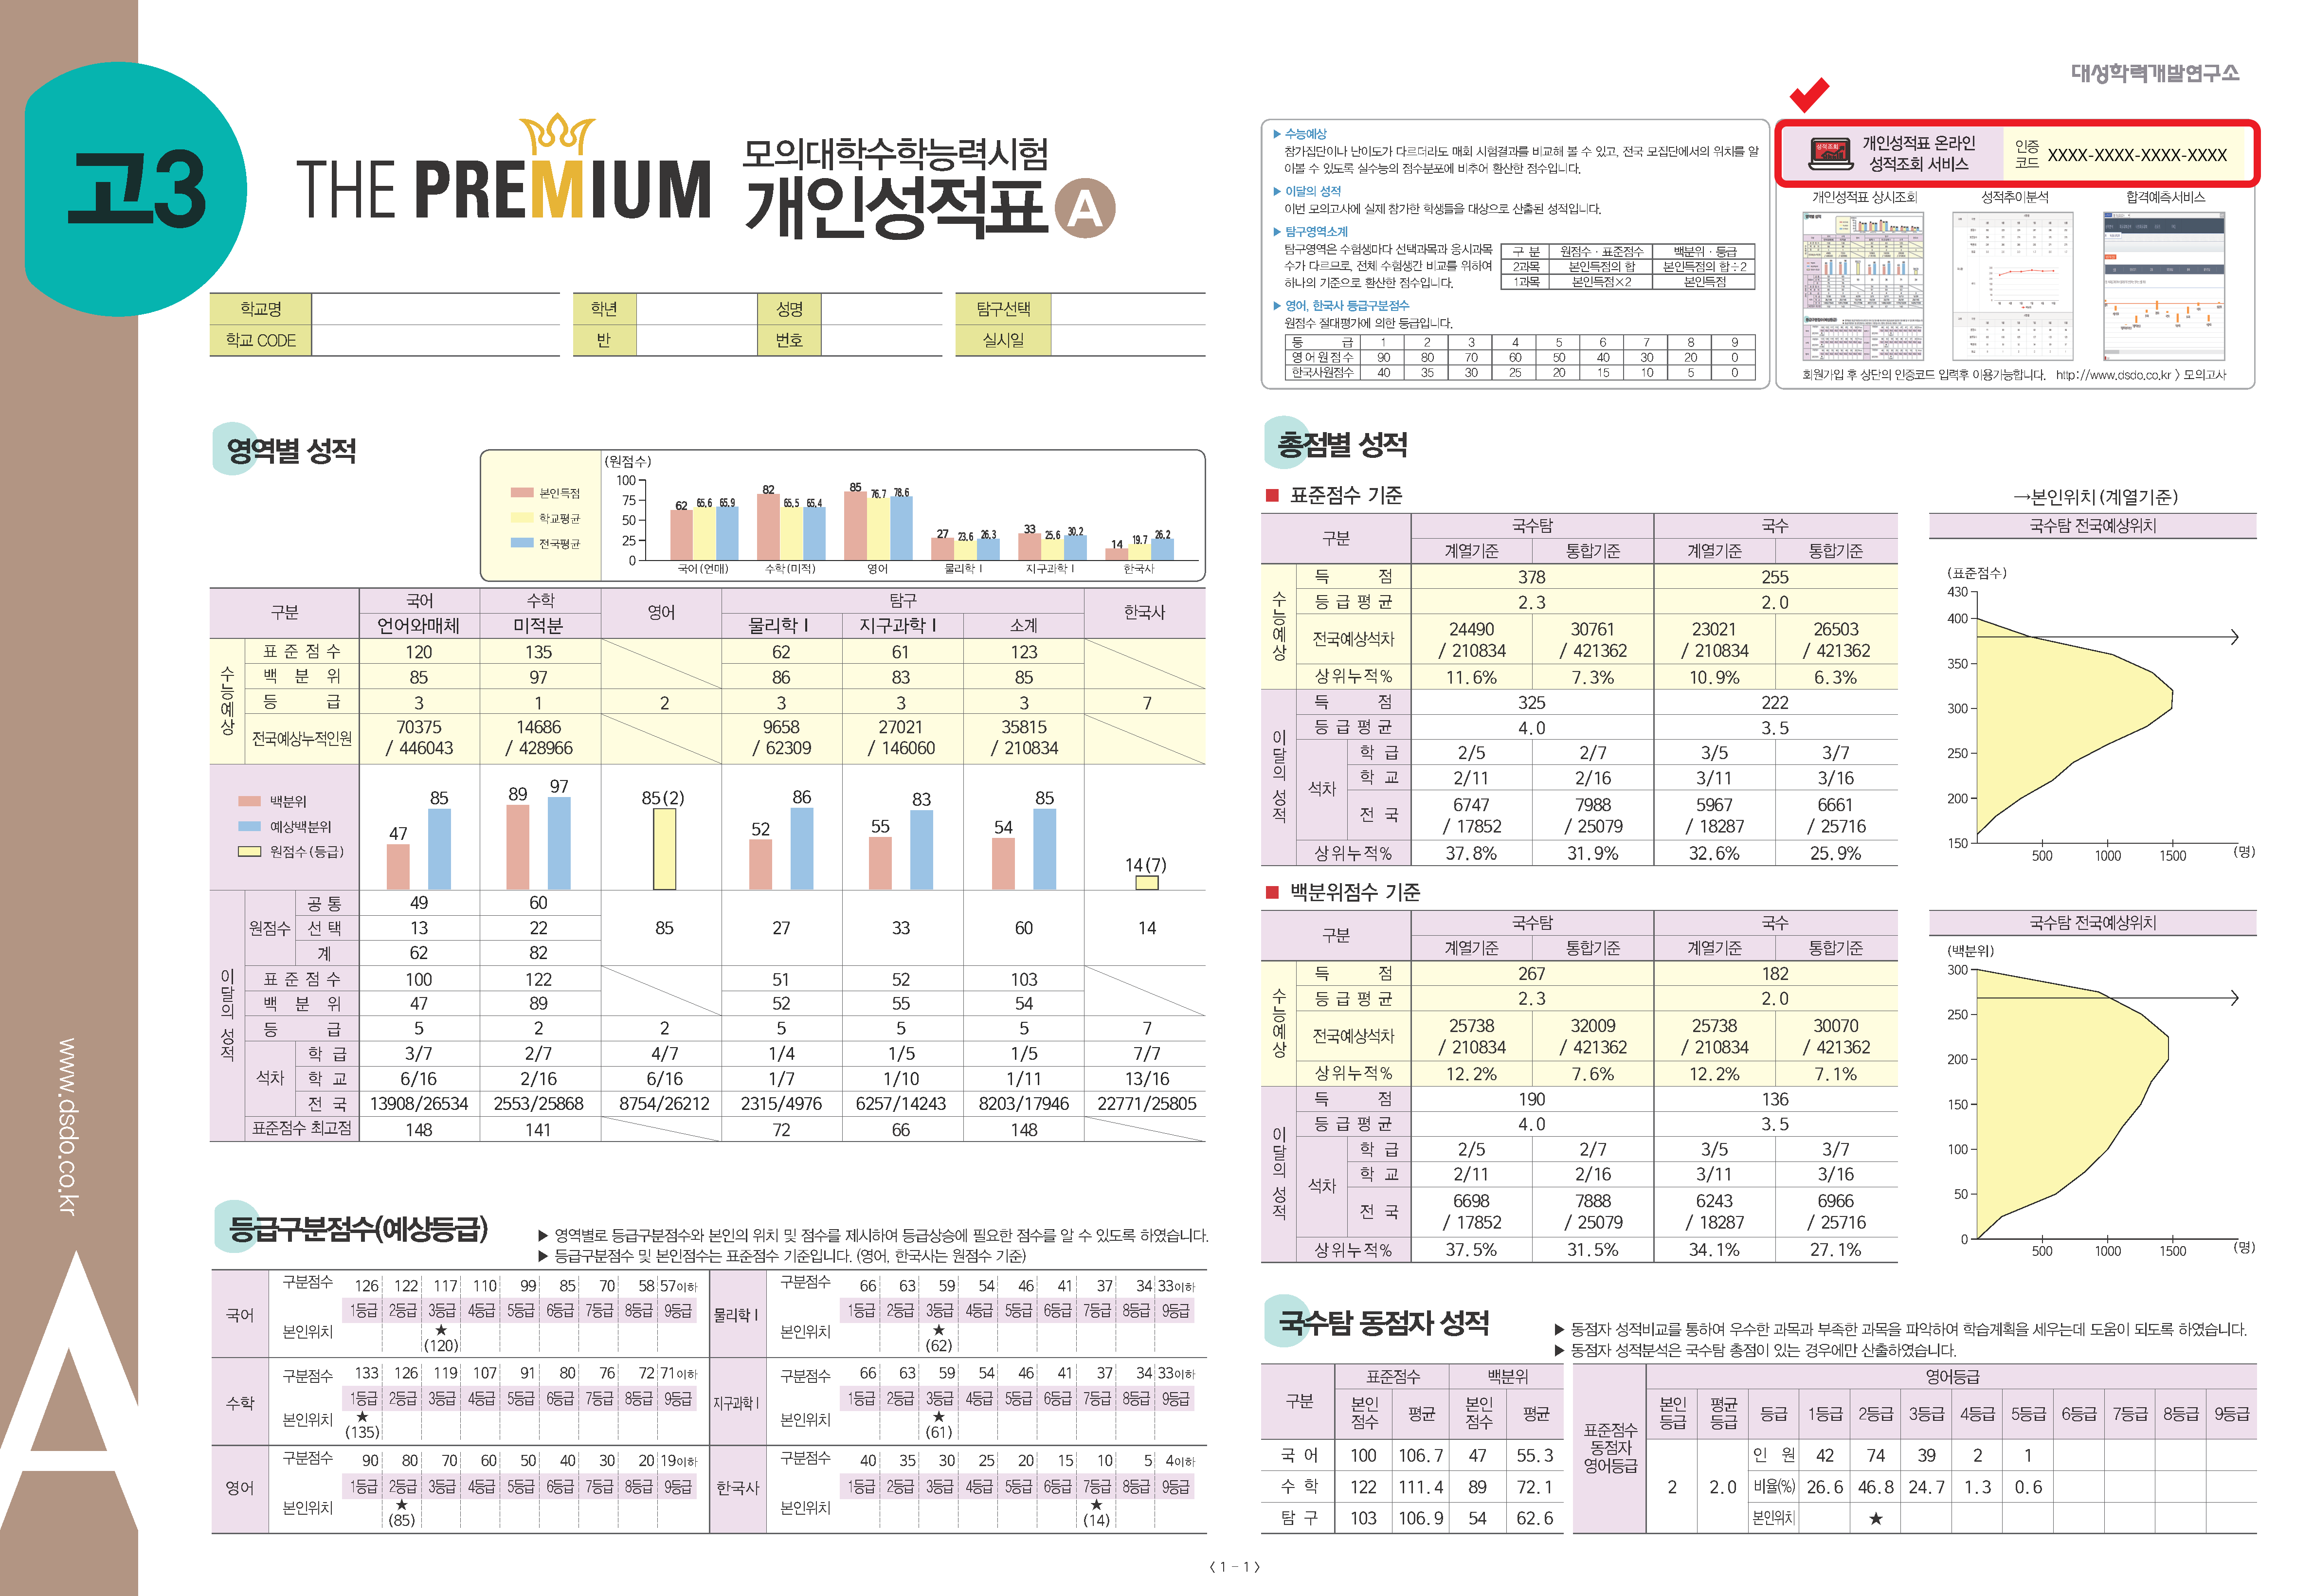 대성학력개발연구소
고3
THE PREMIUM
모의대학수학능력시험
개인성적표 A
학교명 학년 성명 탐구선택
학교 CODE 반 번호 실시일
▶ 수능예상
참가집단이나 난이도가 다르더라도 매회 시험결과를 비교해 볼 수 있고, 전국 모집단에서의 위치를 알
아볼 수 있도록 실수능의 점수분포에 비추어 환산한 점수입니다.
▶ 이달의 성적
이번 모의고사에 실제 참가한 학생들을 대상으로 산출된 성적입니다.
▶ 탐구영역소계
탐구영역은 수험생마다 선택과목과 응시과목
수가 다르므로, 전체 수험생간 비교를 위하여
하나의 기준으로 환산한 점수입니다.
구 분 원점수 · 표준점수 백분위 · 등급
2과목 본인득점의 합 본인득점의 합÷2
1과목 본인득점×2 본인득점
▶ 영어, 한국사 등급구분점수
원점수 절대평가에 의한 등급입니다.
등 급 1 2 3 4 5 6 7 8 9
영어원점수 90 80 70 60 50 40 30 20 0
한국사원점수 40 35 30 25 20 15 10 5 0
성적조회
개인성적표 온라인
성적조회 서비스
인증
코드
XXXX-XXXX-XXXX-XXXX
개인성적표 상시조회 성적추이분석 합격예측서비스
회원가입 후 상단의 인증코드 입력후 이용가능합니다. http://www.dsdo.co.kr > 모의고사
영역별 성적
본인득점
학교평균
전국평균
(원점수)
100
75
50
25
0
62 65.6 65.9
82 65.5 65.4
85 76.7 78.6
27 23.6 26.3
33 25.6 30.2
14 19.7 26.2
국어(언매) 수학(미적) 영어 물리학Ⅰ 지구과학Ⅰ 한국사
구분 국어 수학 영어 탐구 한국사
언어와매체 미적분 물리학Ⅰ 지구과학Ⅰ 소계
수능예상
표준점수 120 135 62 61 123
백분위 85 97 86 83 85
등급 3 1 2 3 3 3 7
전국예상누적인원 70375 14686 9658 27021 35815
/ 446043 / 428966 / 62309 / 146060 / 210834
백분위
예상백분위
원점수(등급)
47 85 89 97 85(2) 52 86 55 83 54 85 14(7)
이달의 성적
원점수
공통 49 60
선택 13 22 85 27 33 60 14
계 62 82
표준점수 100 122 51 52 103
백분위 47 89 52 55 54
등급 5 2 2 5 5 5 7
석차
학급 3/7 2/7 4/7 1/4 1/5 1/5 7/7
학교 6/16 2/16 6/16 1/7 1/10 1/11 13/16
전국 13908/26534 2553/25868 8754/26212 2315/4976 6257/14243 8203/17946 22771/25805
표준점수 최고점 148 141 72 66 148
등급구분점수(예상등급)
▶ 영역별로 등급구분점수와 본인의 위치 및 점수를 제시하여 등급상승에 필요한 점수를 알 수 있도록 하였습니다.
▶ 등급구분점수 및 본인점수는 표준점수 기준입니다. (영어, 한국사는 원점수 기준)
국어
구분점수 126 122 117 110 99 85 70 58 57이하
1등급 2등급 3등급 4등급 5등급 6등급 7등급 8등급 9등급
본인위치 ★
(120)
물리학Ⅰ
구분점수 66 63 59 54 46 41 37 34 33이하
1등급 2등급 3등급 4등급 5등급 6등급 7등급 8등급 9등급
본인위치 ★
(62)
수학
구분점수 133 126 119 107 91 80 76 72 71이하
1등급 2등급 3등급 4등급 5등급 6등급 7등급 8등급 9등급
본인위치 ★
(135)
지구과학Ⅰ
구분점수 66 63 59 54 46 41 37 34 33이하
1등급 2등급 3등급 4등급 5등급 6등급 7등급 8등급 9등급
본인위치 ★
(61)
영어
구분점수 90 80 70 60 50 40 30 20 19이하
1등급 2등급 3등급 4등급 5등급 6등급 7등급 8등급 9등급
본인위치 ★
(85)
한국사
구분점수 40 35 30 25 20 15 10 5 4이하
1등급 2등급 3등급 4등급 5등급 6등급 7등급 8등급 9등급
본인위치 ★
(14)
총점별 성적
■ 표준점수 기준
구분 국수탐 국수
계열기준 통합기준 계열기준 통합기준
수능예상
득점 378 255
등급평균 2.3 2.0
전국예상석차 24490 30761 23021 26503
/ 210834 / 421362 / 210834 / 421362
상위누적% 11.6% 7.3% 10.9% 6.3%
이달의 성적
득점 325 222
등급평균 4.0 3.5
석차
학급 2/5 2/7 3/5 3/7
학교 2/11 2/16 3/11 3/16
전국 6747 7988 5967 6661
/ 17852 / 25079 / 18287 / 25716
상위누적% 37.8% 31.9% 32.6% 25.9%
→본인위치(계열기준)
국수탐 전국예상위치
(표준점수)
430
400
350
300
250
200
150
500 1000 1500 (명)
■ 백분위점수 기준
구분 국수탐 국수
계열기준 통합기준 계열기준 통합기준
수능예상
득점 267 182
등급평균 2.3 2.0
전국예상석차 25738 32009 25738 30070
/ 210834 / 421362 / 210834 / 421362
상위누적% 12.2% 7.6% 12.2% 7.1%
이달의 성적
득점 190 136
등급평균 4.0 3.5
석차
학급 2/5 2/7 3/5 3/7
학교 2/11 2/16 3/11 3/16
전국 6698 7888 6243 6966
/ 17852 / 25079 / 18287 / 25716
상위누적% 37.5% 31.5% 34.1% 27.1%
국수탐 전국예상위치
(백분위)
300
250
200
150
100
50
0
500 1000 1500 (명)
국수탐 동점자 성적
▶ 동점자 성적비교를 통하여 우수한 과목과 부족한 과목을 파악하여 학습계획을 세우는데 도움이 되도록 하였습니다.
▶ 동점자 성적분석은 국수탐 총점이 있는 경우에만 산출하였습니다.
구분 표준점수 백분위
본인점수 평균 본인점수 평균
국어 100 106.7 47 55.3
수학 122 111.4 89 72.1
탐구 103 106.9 54 62.6
표준점수
동점자
영어등급
영어등급
본인등급 평균등급 등급 1등급 2등급 3등급 4등급 5등급 6등급 7등급 8등급 9등급
인원 42 74 39 2 1
2 2.0 비율(%) 26.6 46.8 24.7 1.3 0.6
본인위치 ★
www.dsdo.co.kr
A
〈 1 - 1 〉